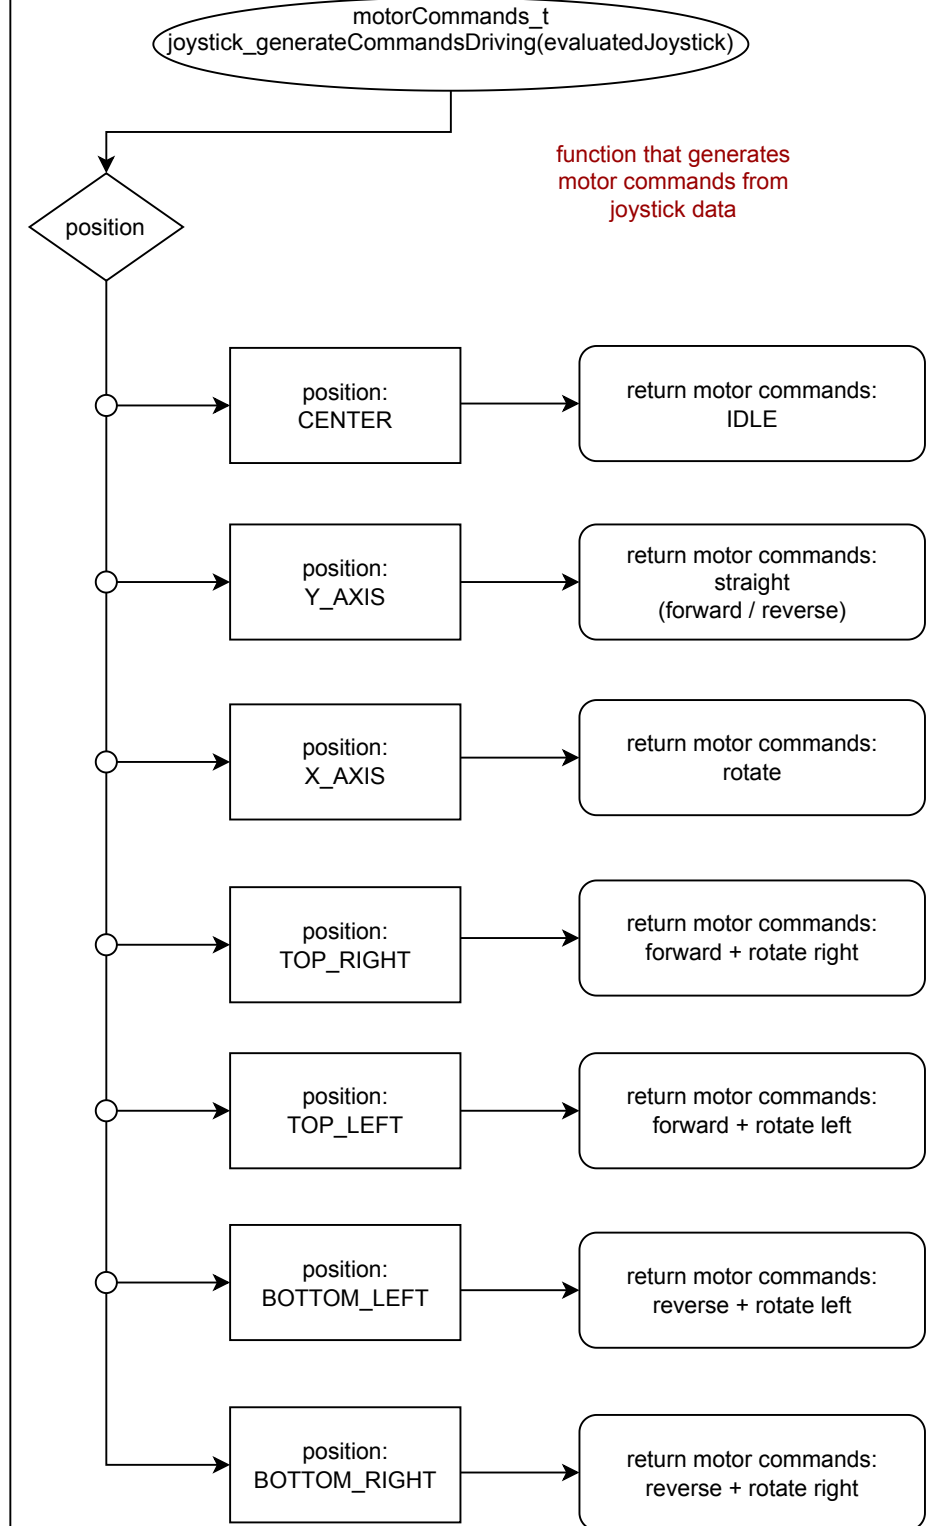 motorCommands_t
joystick_generateCommandsDriving(evaluatedJoystick)
function that generates
motor commands from
joystick data
position
position:
CENTER
return motor commands:
IDLE
position:
Y_AXIS
return motor commands:
straight
(forward / reverse)
position:
X_AXIS
return motor commands:
rotate
position:
TOP_RIGHT
return motor commands:
forward + rotate right
position:
TOP_LEFT
return motor commands:
forward + rotate left
position:
BOTTOM_LEFT
return motor commands:
reverse + rotate left
position:
BOTTOM_RIGHT
return motor commands:
reverse + rotate right